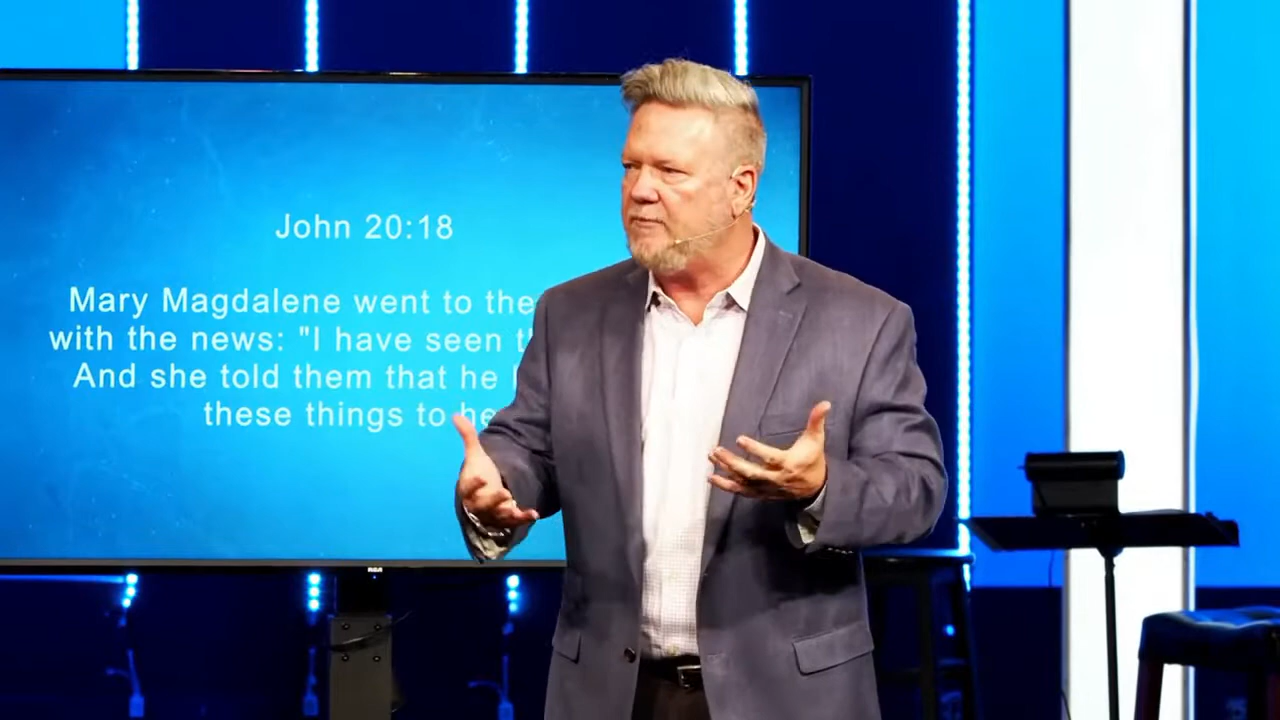 John 20:18
Mary Magdalene went to the
with the news: "I have seen
And she told them that he
these things to
RCA